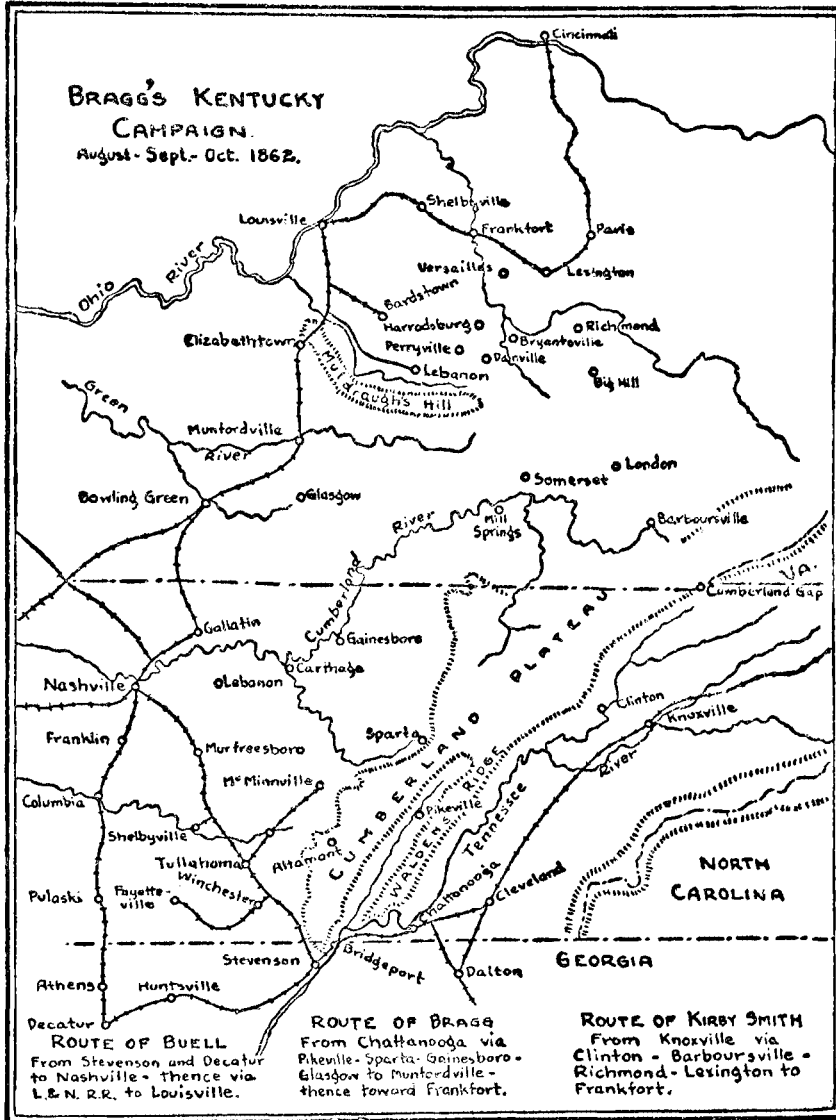 BRAGG'S KENTUCKY
CAMPAIGN.
August - Sept. - Oct. 1862.
Cincinnati
Shelbyville
Louisville
Frankfort
Paris
Ohio
River
Versailles
Lexington
Bardstown
Harrodsburg
Richmond
Elizabethtown
Perryville
Bryantsville
Danville
Lebanon
Big Hill
Muldraugh's Hill
Green
Munfordville
River
London
Somerset
Bowling Green
Glasgow
River
Mill
Springs
Barboursville
Cumberland
VA.
Cumberland Gap
Gallatin
Gainesboro
Carthage
Nashville
Lebanon
CUMBERLAND PLATEAU
Clinton
Knoxville
Franklin
Murfreesboro
Sparta
River
McMinnville
WALDEN'S RIDGE
Columbia
Pikeville
Tennessee
Shelbyville
Altamont
Tullahoma
Winchester
NORTH
CAROLINA
Pulaski
Fayette-
ville
Chattanooga
Cleveland
Stevenson
Bridgeport
Dalton
GEORGIA
Athens
Huntsville
Decatur
ROUTE OF BUELL
From Stevenson and Decatur
to Nashville - thence via
L.& N. R.R. to Louisville.
ROUTE OF BRAGG
From Chattanooga via
Pikeville-Sparta-Gainesboro-
Glasgow to Munfordville-
thence toward Frankfort.
ROUTE OF KIRBY SMITH
From Knoxville via
Clinton - Barboursville -
Richmond - Lexington to
Frankfort.